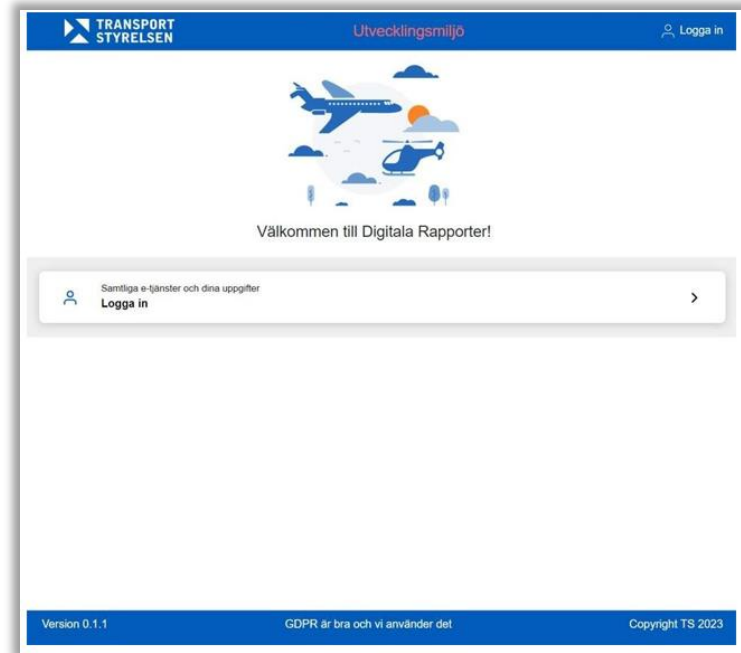 TRANSPORT
STYRELSEN
Utvecklingsmiljö
Logga in
Välkommen till Digitala Rapporter!
Samtliga e-tjänster och dina uppgifter
Logga in
Version 0.1.1
GDPR är bra och vi använder det
Copyright TS 2023